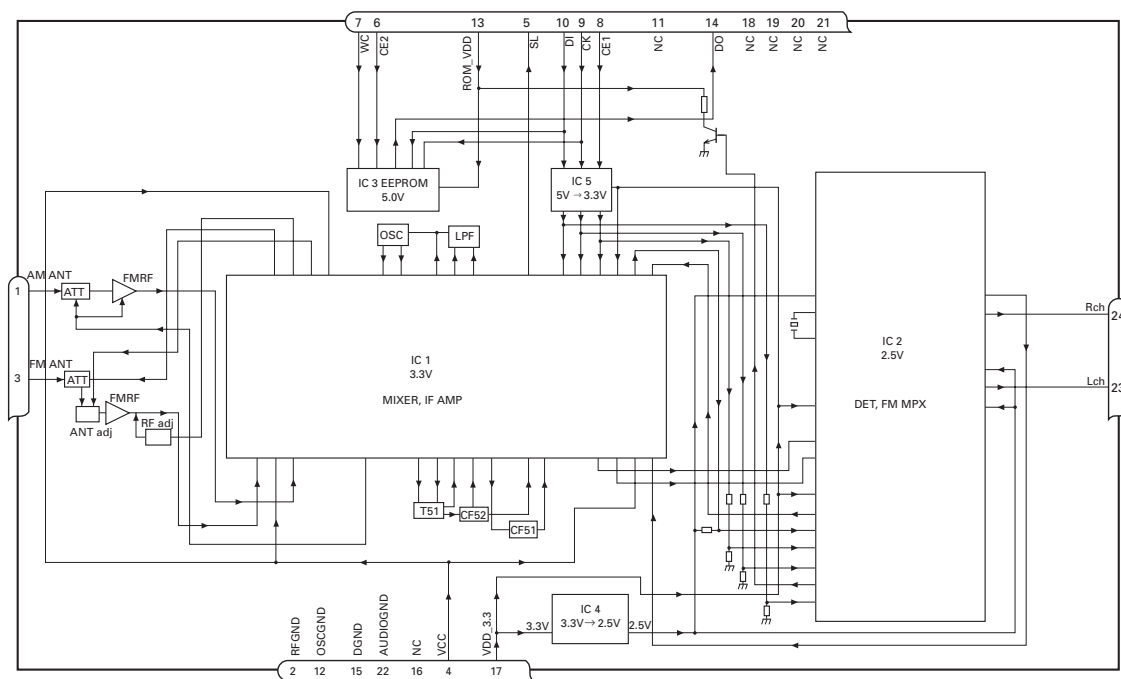 7 6 13 5 10 9 8 11 14 18 19 20 21
WC CE2 ROM_VDD SL DI CK CE1 NC DO NC NC NC NC
IC 3 EEPROM
5.0V
IC 5
5V → 3.3V
OSC
LPF
AM ANT
1
ATT
FMRF
FM ANT
3
ATT
FMRF
ANT adj
RF adj
IC 1
3.3V
MIXER, IF AMP
IC 2
2.5V
DET, FM MPX
Rch
24
Lch
23
T51
CF52
CF51
IC 4
3.3V → 2.5V
3.3V
2.5V
RFGND OSCGND DGND AUDIOGND NC VCC VDD_3.3
2 12 15 22 16 4 17